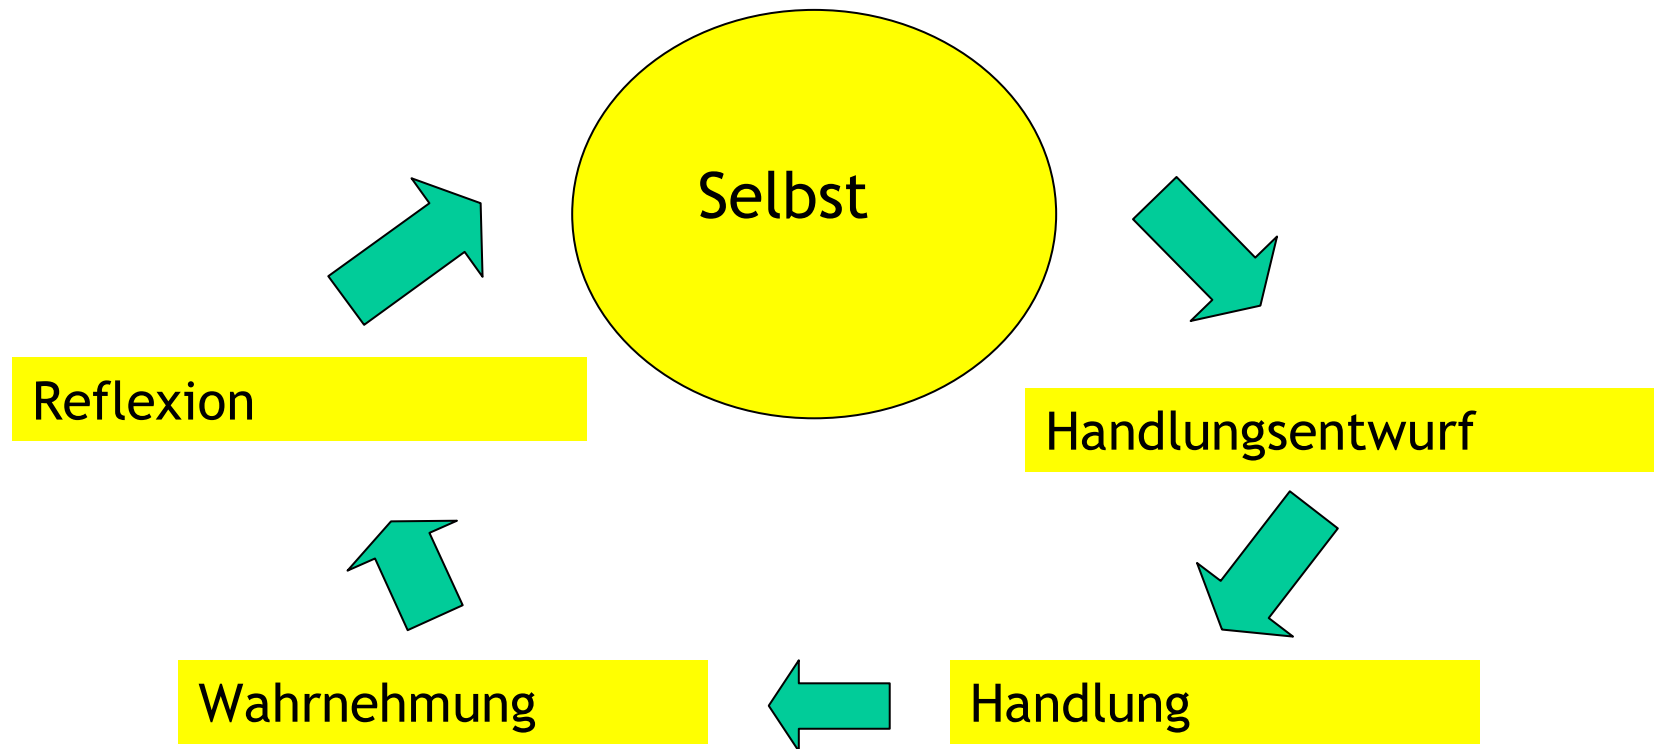 Selbst
Reflexion
Handlungsentwurf
Wahrnehmung
Handlung